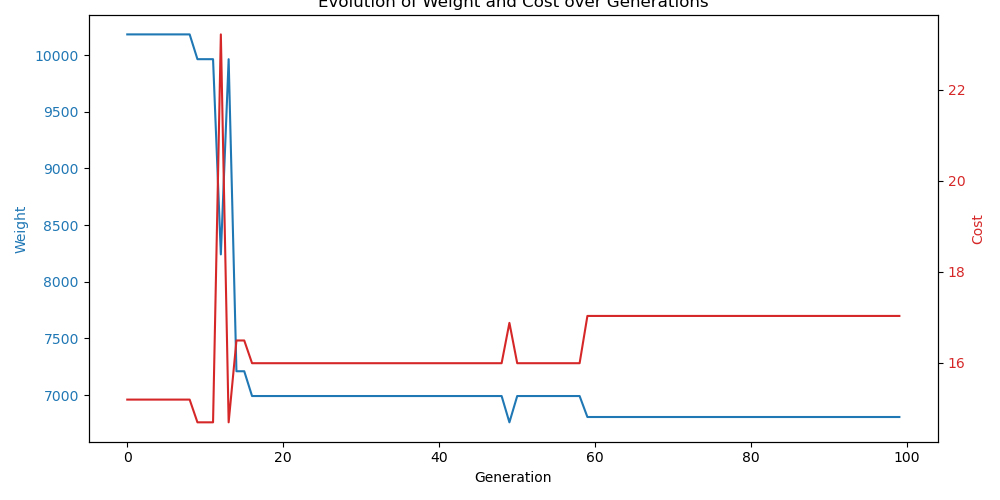 Evolution of Weight and Cost over Generations
10000
9500
9000
8500
8000
7500
7000
Weight
22
20
18
16
Cost
0 20 40 60 80 100
Generation